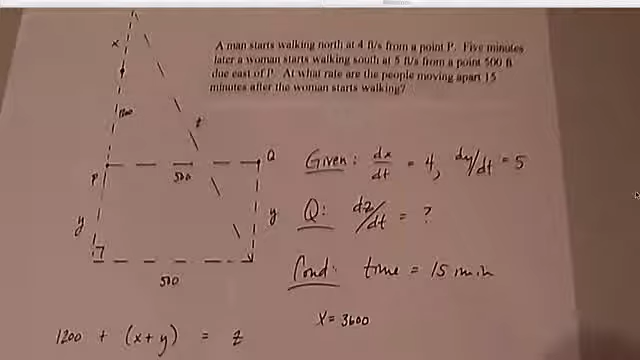 A man starts walking north at 4 ft/s from a point P. Five minutes
later a woman starts walking south at 5 ft/s from a point 500 ft
due east of P. At what rate are the people moving apart 15
minutes after the woman starts walking?
x
1200
z
P
500
Q
y
y
500
Given: dx/dt = 4, dy/dt = 5
Q: dz/dt = ?
Cond: time = 15 min
X = 3600
1200 + (x+y) = z